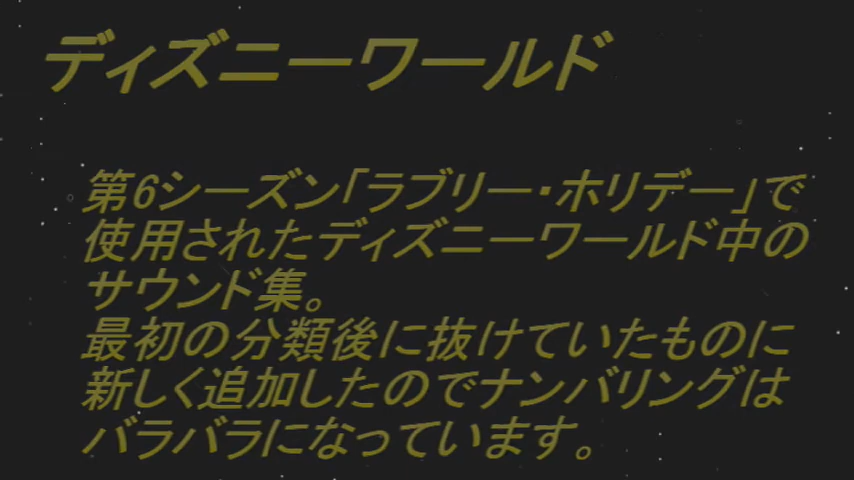 ディズニーワールド
第6シーズン「ラブリー・ホリデー」で
使用されたディズニーワールド中の
サウンド集。
最初の分類後に抜けていたものに
新しく追加したのでナンバリングは
バラバラになっています。